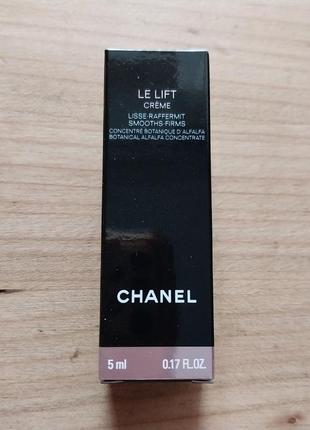 LE LIFT
CRÈME
LISSE-RAFFERMIT
SMOOTHS-FIRMS
CONCENTRÉ BOTANIQUE D'ALFALFA
BOTANICAL ALFALFA CONCENTRATE
CHANEL
5 ml 0.17 FL.OZ.